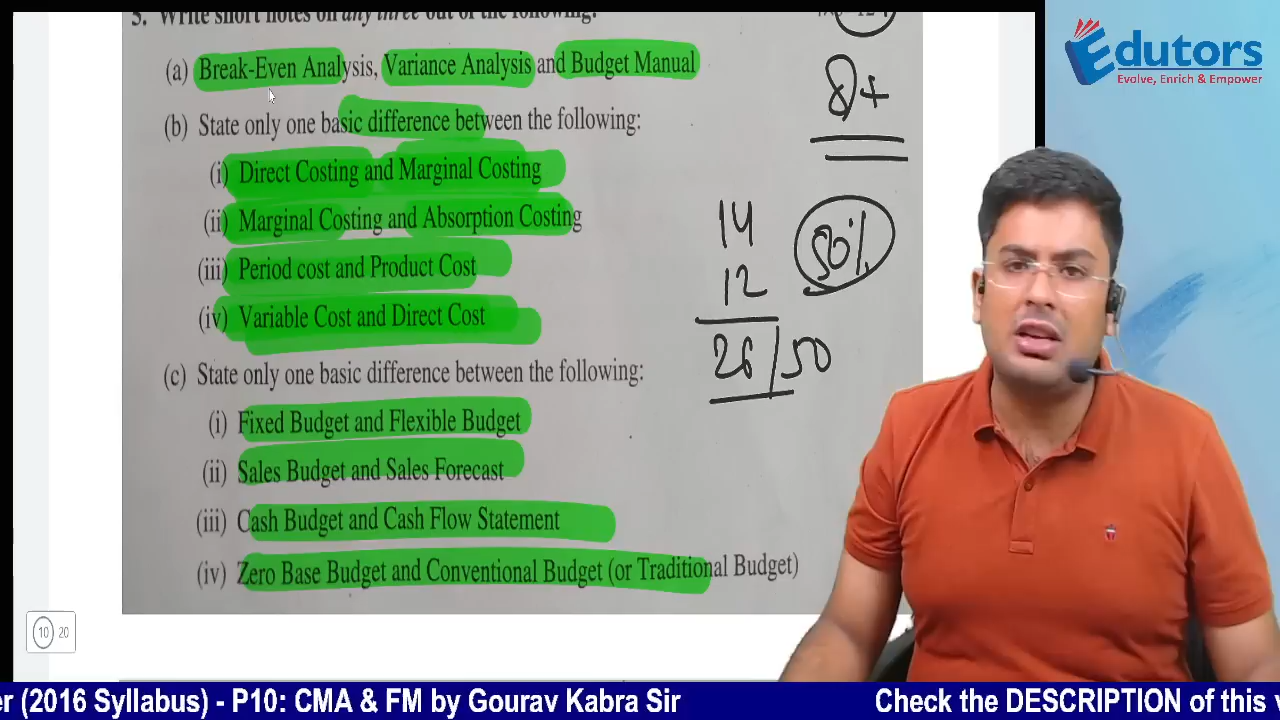 5. Write short notes on any three out of the following:
(a) Break-Even Analysis, Variance Analysis and Budget Manual
(b) State only one basic difference between the following:
(i) Direct Costing and Marginal Costing
(ii) Marginal Costing and Absorption Costing
(iii) Period cost and Product Cost
(iv) Variable Cost and Direct Cost
(c) State only one basic difference between the following:
(i) Fixed Budget and Flexible Budget
(ii) Sales Budget and Sales Forecast
(iii) Cash Budget and Cash Flow Statement
(iv) Zero Base Budget and Conventional Budget (or Traditional Budget)
8+
14
12
26/50
50%
Edutors
Evolve, Enrich & Empower
10 20
er (2016 Syllabus) - P10: CMA & FM by Gourav Kabra Sir
Check the DESCRIPTION of this v